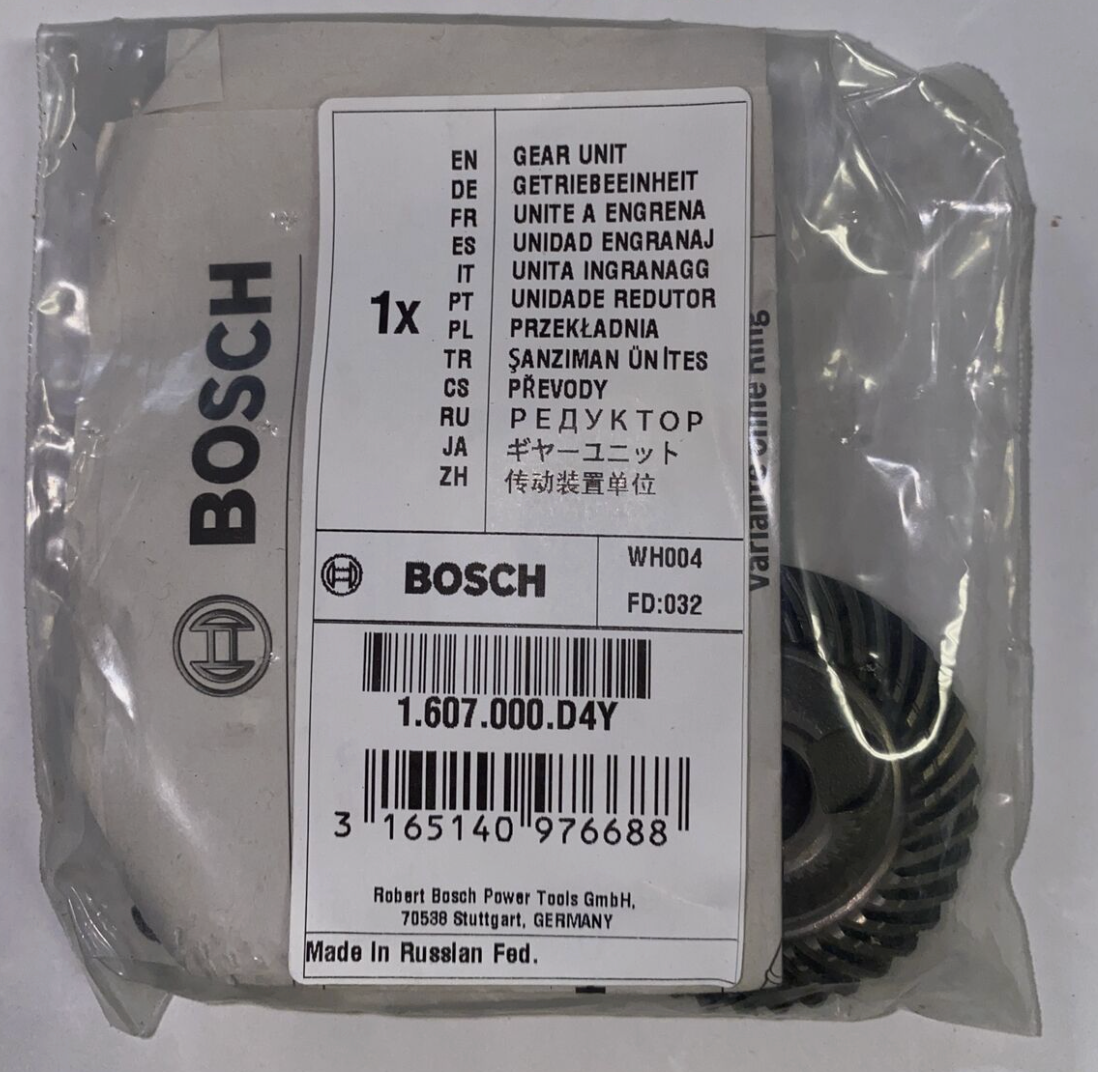 BOSCH
1x
EN GEAR UNIT
DE GETRIEBEEINHEIT
FR UNITE A ENGRENA
ES UNIDAD ENGRANAJ
IT UNITA INGRANAGG
PT UNIDADE REDUTOR
PL PRZEKŁADNIA
TR ŞANZIMAN ÜNİTES
CS PŘEVODY
RU РЕДУКТОР
JA ギヤーユニット
ZH 传动装置单位
BOSCH
WH004
FD:032
1.607.000.D4Y
3 165140 976688
Robert Bosch Power Tools GmbH,
70538 Stuttgart, GERMANY
Made In Russian Fed.
ohne Ring